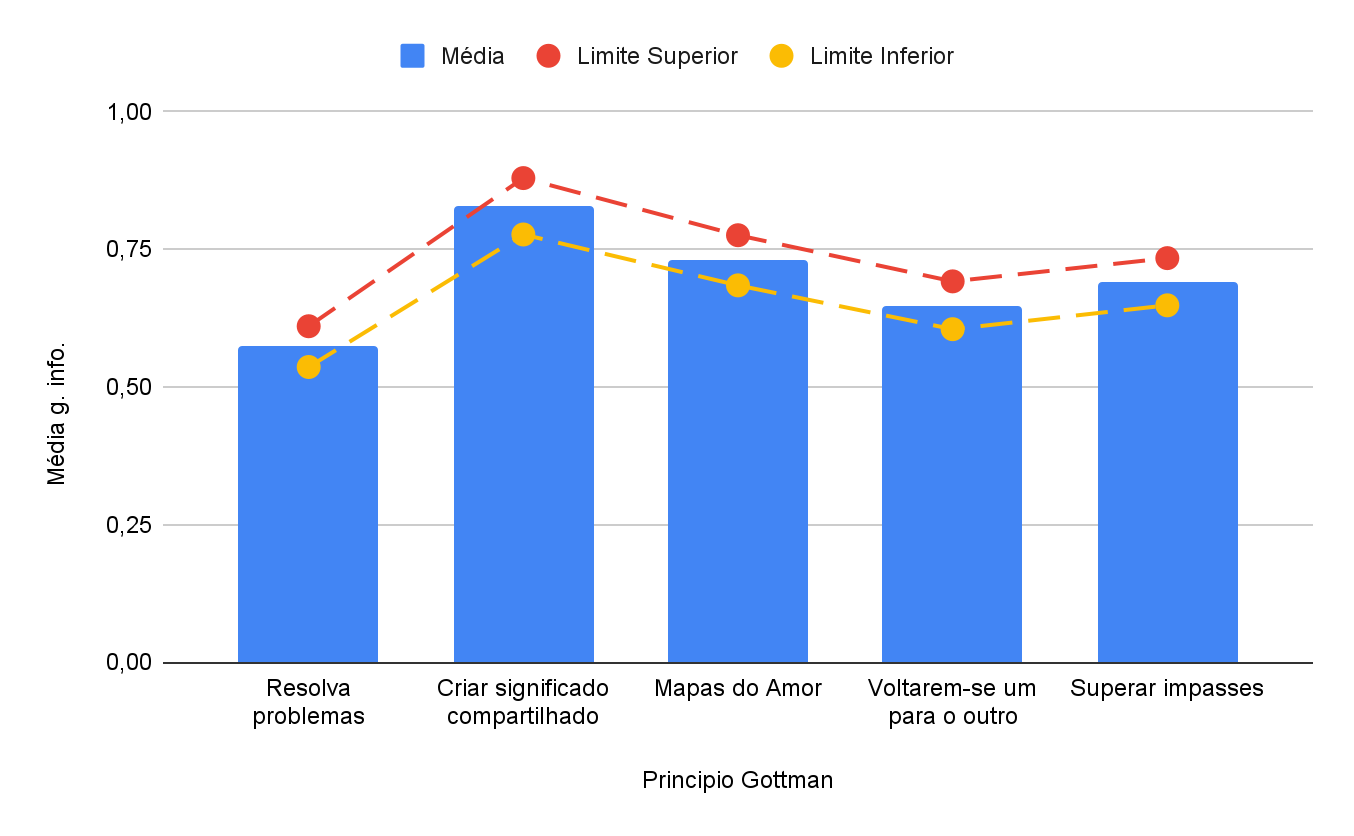 Média Limite Superior Limite Inferior
1,00
0,75
0,50
0,25
0,00
Média g. info.
Resolva problemas
Criar significado compartilhado
Mapas do Amor
Voltarem-se um para o outro
Superar impasses
Principio Gottman